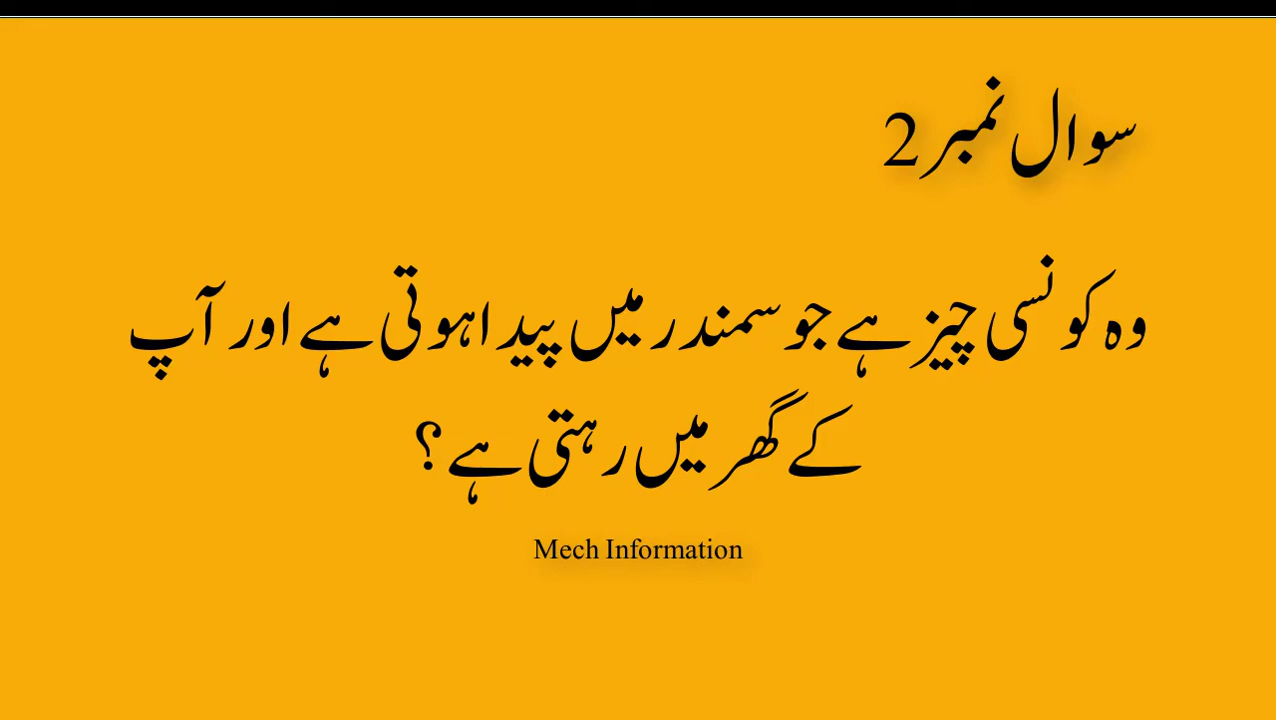 سوال نمبر 2
وہ کونسی چیز ہے جو سمندر میں پیدا ہوتی ہے اور آپ
کے گھر میں رہتی ہے ؟
Mech Information